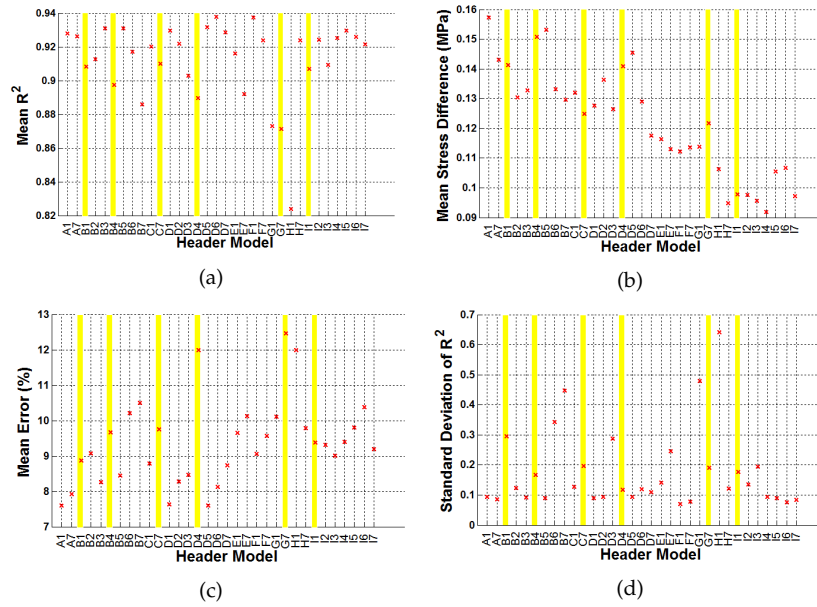 0.94
0.92
0.9
0.88
0.86
0.84
0.82
Mean R²
A1 A7 B1 B2 B3 B4 B5 B6 B7 C1 C7 D1 D2 D3 D4 D5 D6 D7 E1 E7 F1 F7 G1 G7 H1 H7 I1 I2 I3 I4 I5 I6 I7
Header Model
(a)
0.16
0.15
0.14
0.13
0.12
0.11
0.1
0.09
Mean Stress Difference (MPa)
A1 A7 B1 B2 B3 B4 B5 B6 B7 C1 C7 D1 D2 D3 D4 D5 D6 D7 E1 E7 F1 F7 G1 G7 H1 H7 I1 I2 I3 I4 I5 I6 I7
Header Model
(b)
13
12
11
10
9
8
7
Mean Error (%)
A1 A7 B1 B2 B3 B4 B5 B6 B7 C1 C7 D1 D2 D3 D4 D5 D6 D7 E1 E7 F1 F7 G1 G7 H1 H7 I1 I2 I3 I4 I5 I6 I7
Header Model
(c)
0.7
0.6
0.5
0.4
0.3
0.2
0.1
0
Standard Deviation of R²
A1 A7 B1 B2 B3 B4 B5 B6 B7 C1 C7 D1 D2 D3 D4 D5 D6 D7 E1 E7 F1 F7 G1 G7 H1 H7 I1 I2 I3 I4 I5 I6 I7
Header Model
(d)